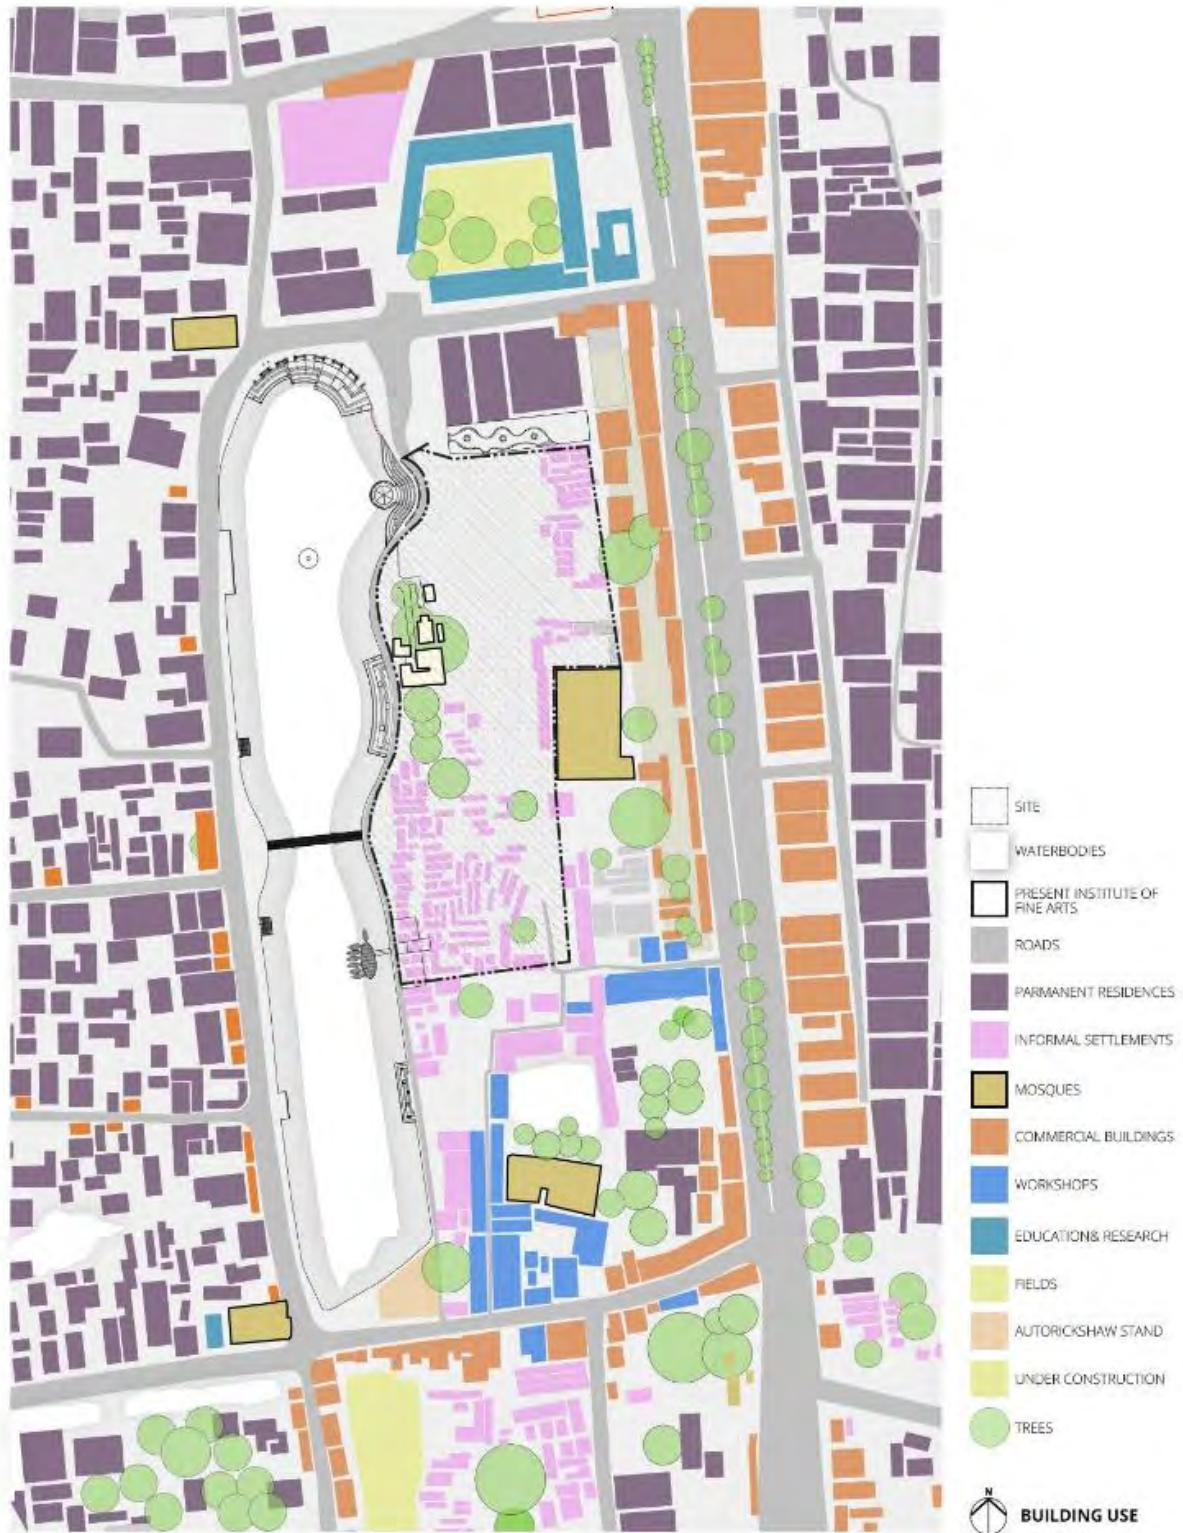 SITE
WATERBODIES
PRESENT INSTITUTE OF
FINE ARTS
ROADS
PARMANENT RESIDENCES
INFORMAL SETTLEMENTS
MOSQUES
COMMERCIAL BUILDINGS
WORKSHOPS
EDUCATION& RESEARCH
FIELDS
AUTORICKSHAW STAND
UNDER CONSTRUCTION
TREES
N
BUILDING USE